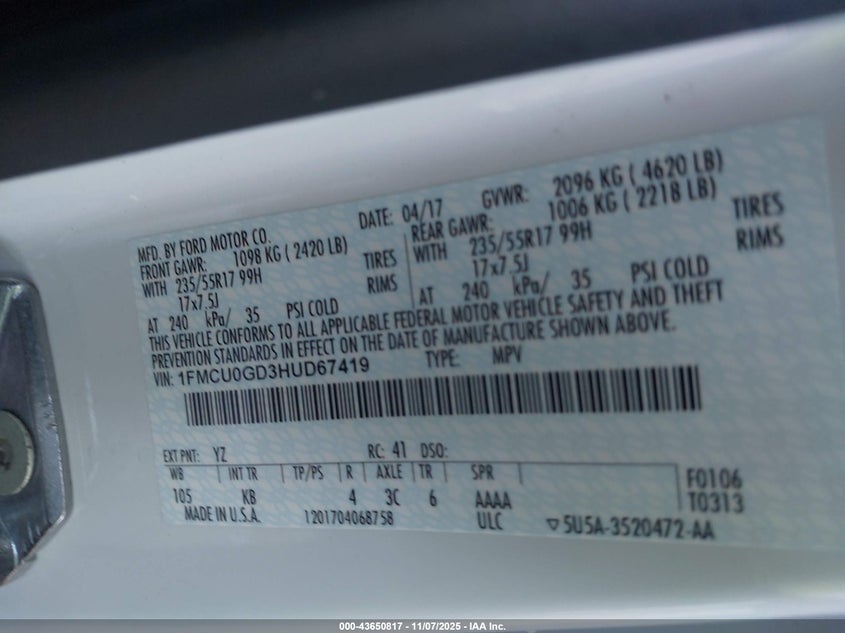 MFD. BY FORD MOTOR CO.
DATE: 04/17 GVWR: 2096 KG ( 4620 LB)
FRONT GAWR: 1098 KG ( 2420 LB) REAR GAWR: 1006 KG ( 2218 LB)
WITH 235/55R17 99H TIRES WITH 235/55R17 99H TIRES
17x7.5J RIMS 17x7.5J RIMS
AT 240 kPa/ 35 PSI COLD AT 240 kPa/ 35 PSI COLD
THIS VEHICLE CONFORMS TO ALL APPLICABLE FEDERAL MOTOR VEHICLE SAFETY AND THEFT
PREVENTION STANDARDS IN EFFECT ON THE DATE OF MANUFACTURE SHOWN ABOVE.
VIN: 1FMCU0GD3HUD67419 TYPE: MPV
EXT PNT: YZ RC: 41 DSO:
WB INT TR TP/PS R AXLE TR SPR
105 KB 4 3C 6 AAAA
F0106
T0313
MADE IN U.S.A. 1201704068758 ULC ▽5U5A-3520472-AA
000-43650817 - 11/07/2025 - IAA Inc.